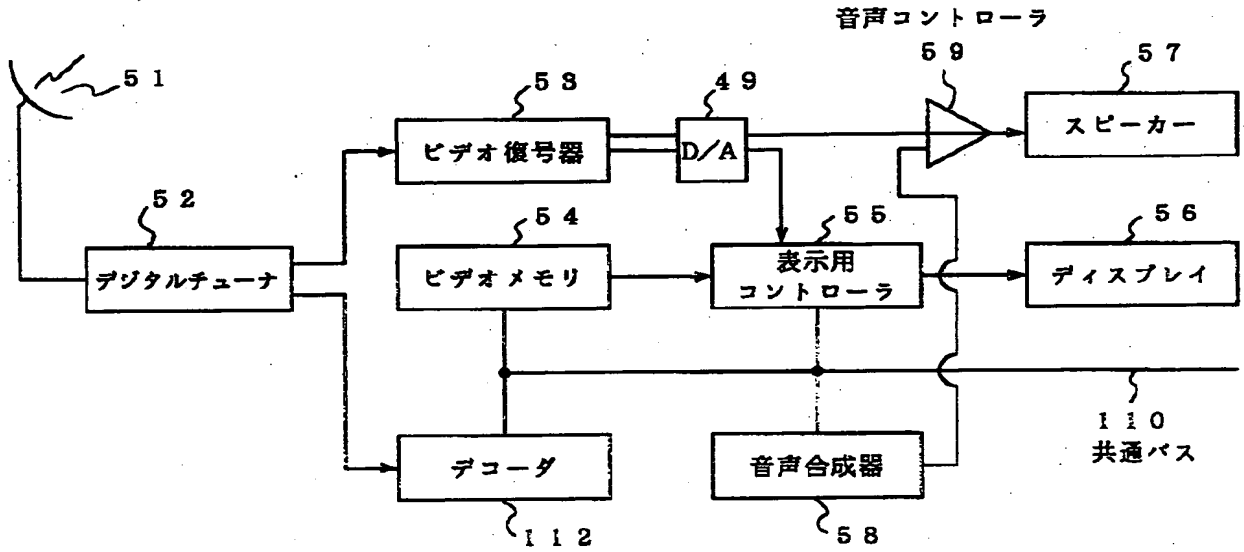 音声コントローラ
５９
５７
５１
５３
４９
スピーカー
ビデオ復号器
D/A
５２
５４
５５
５６
デジタルチューナ
ビデオメモリ
表示用
コントローラ
ディスプレイ
１１０
共通バス
デコーダ
音声合成器
１１２
５８